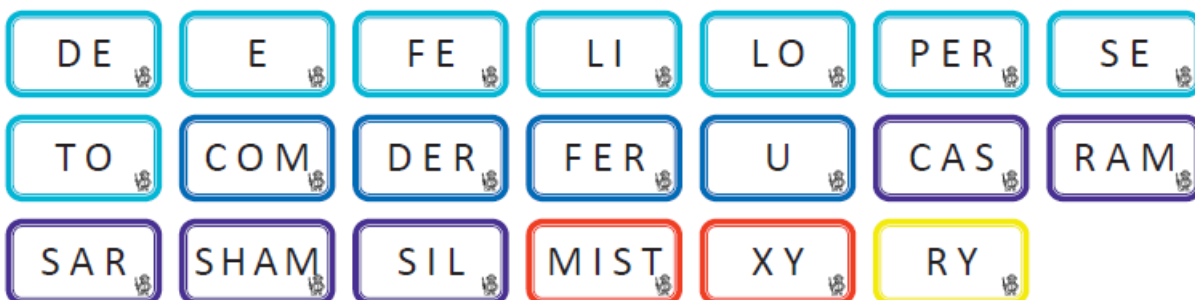 DE E FE LI LO PER SE
TO COM DER FER U CAS RAM
SAR SHAM SIL MIST XY RY